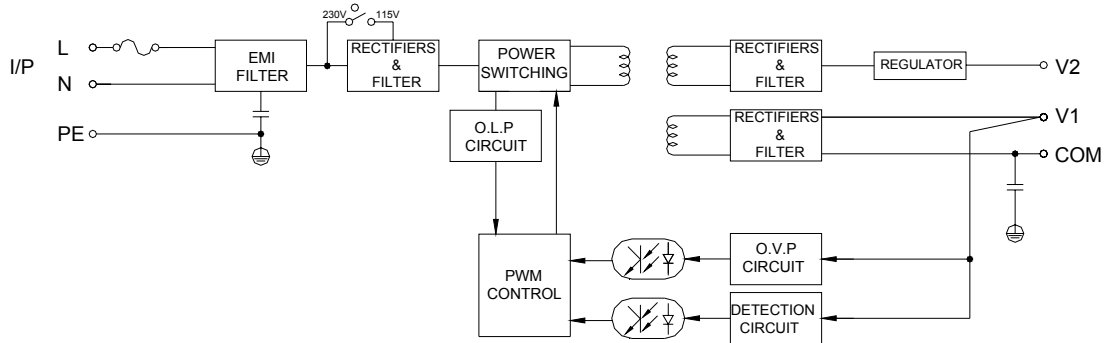 230V
115V
I/P
L
N
PE
EMI
FILTER
RECTIFIERS
&
FILTER
POWER
SWITCHING
RECTIFIERS
&
FILTER
REGULATOR
V2
O.L.P
CIRCUIT
RECTIFIERS
&
FILTER
V1
COM
PWM
CONTROL
O.V.P
CIRCUIT
DETECTION
CIRCUIT